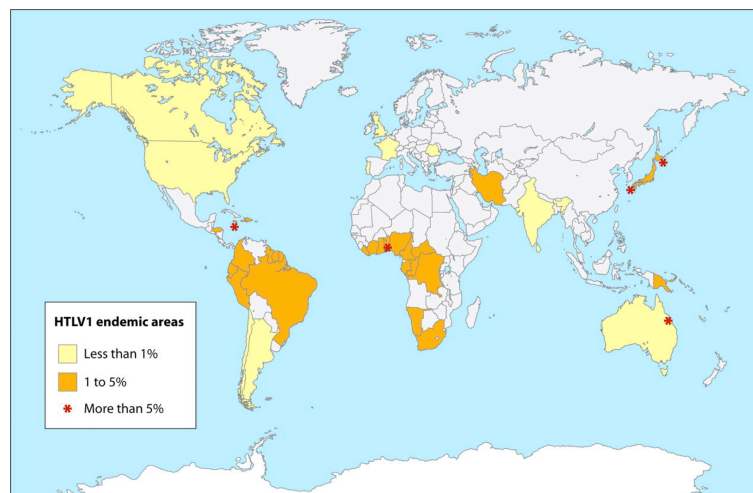 HTLV1 endemic areas
Less than 1%
1 to 5%
* More than 5%